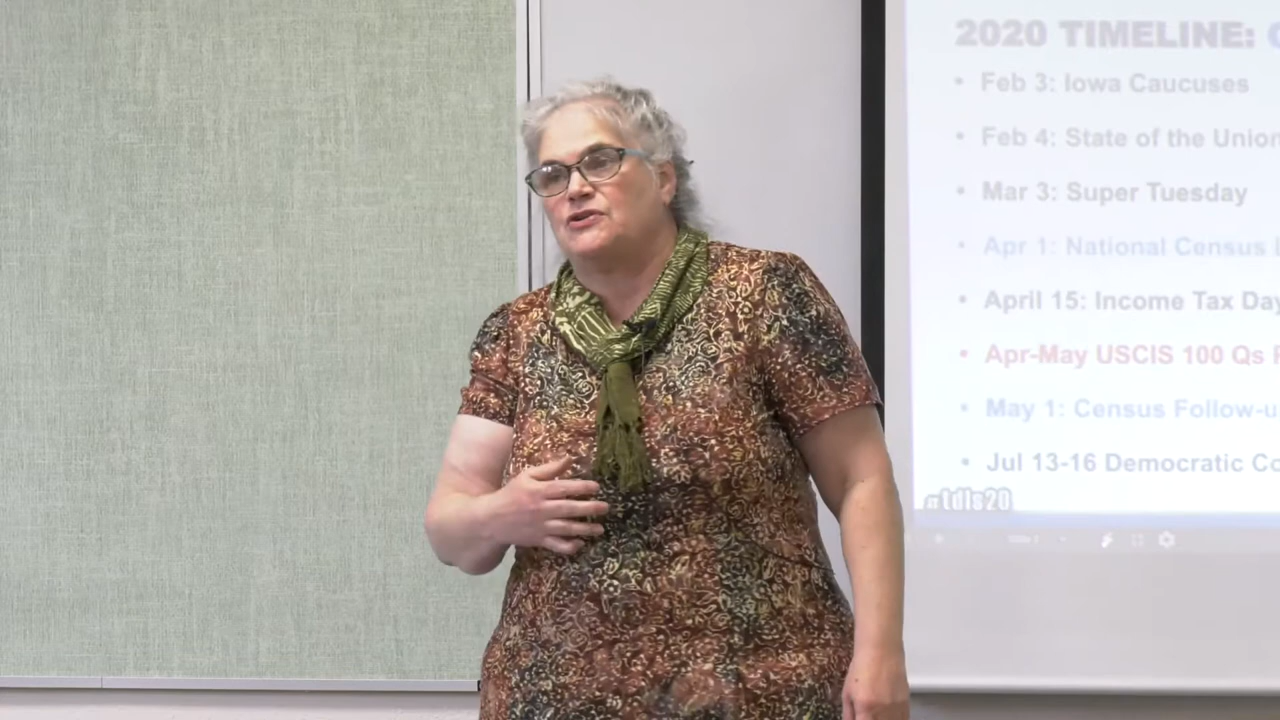 2020 TIMELINE:
• Feb 3: Iowa Caucuses
• Feb 4: State of the Union
• Mar 3: Super Tuesday
• Apr 1: National Census
• April 15: Income Tax Day
• Apr-May USCIS 100 Qs
• May 1: Census Follow-u
• Jul 13-16 Democratic Co
#tdls20